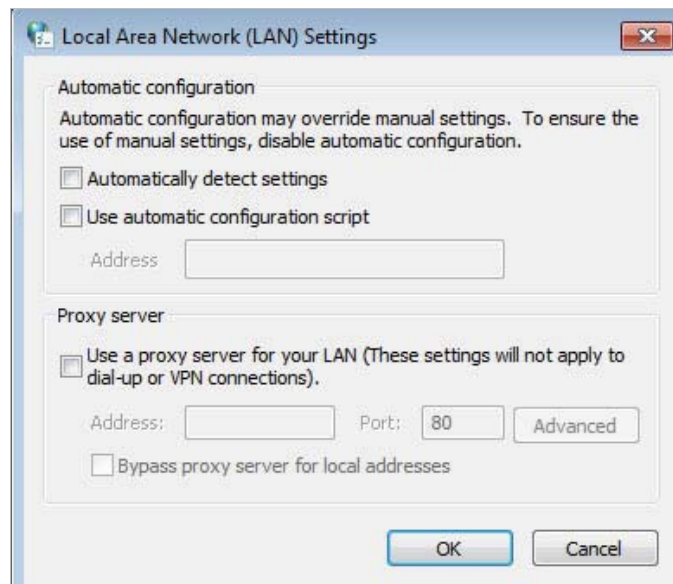 Local Area Network (LAN) Settings
Automatic configuration
Automatic configuration may override manual settings.  To ensure the
use of manual settings, disable automatic configuration.
Automatically detect settings
Use automatic configuration script
Address
Proxy server
Use a proxy server for your LAN (These settings will not apply to
dial-up or VPN connections).
Address: Port: 80 Advanced
Bypass proxy server for local addresses
OK Cancel